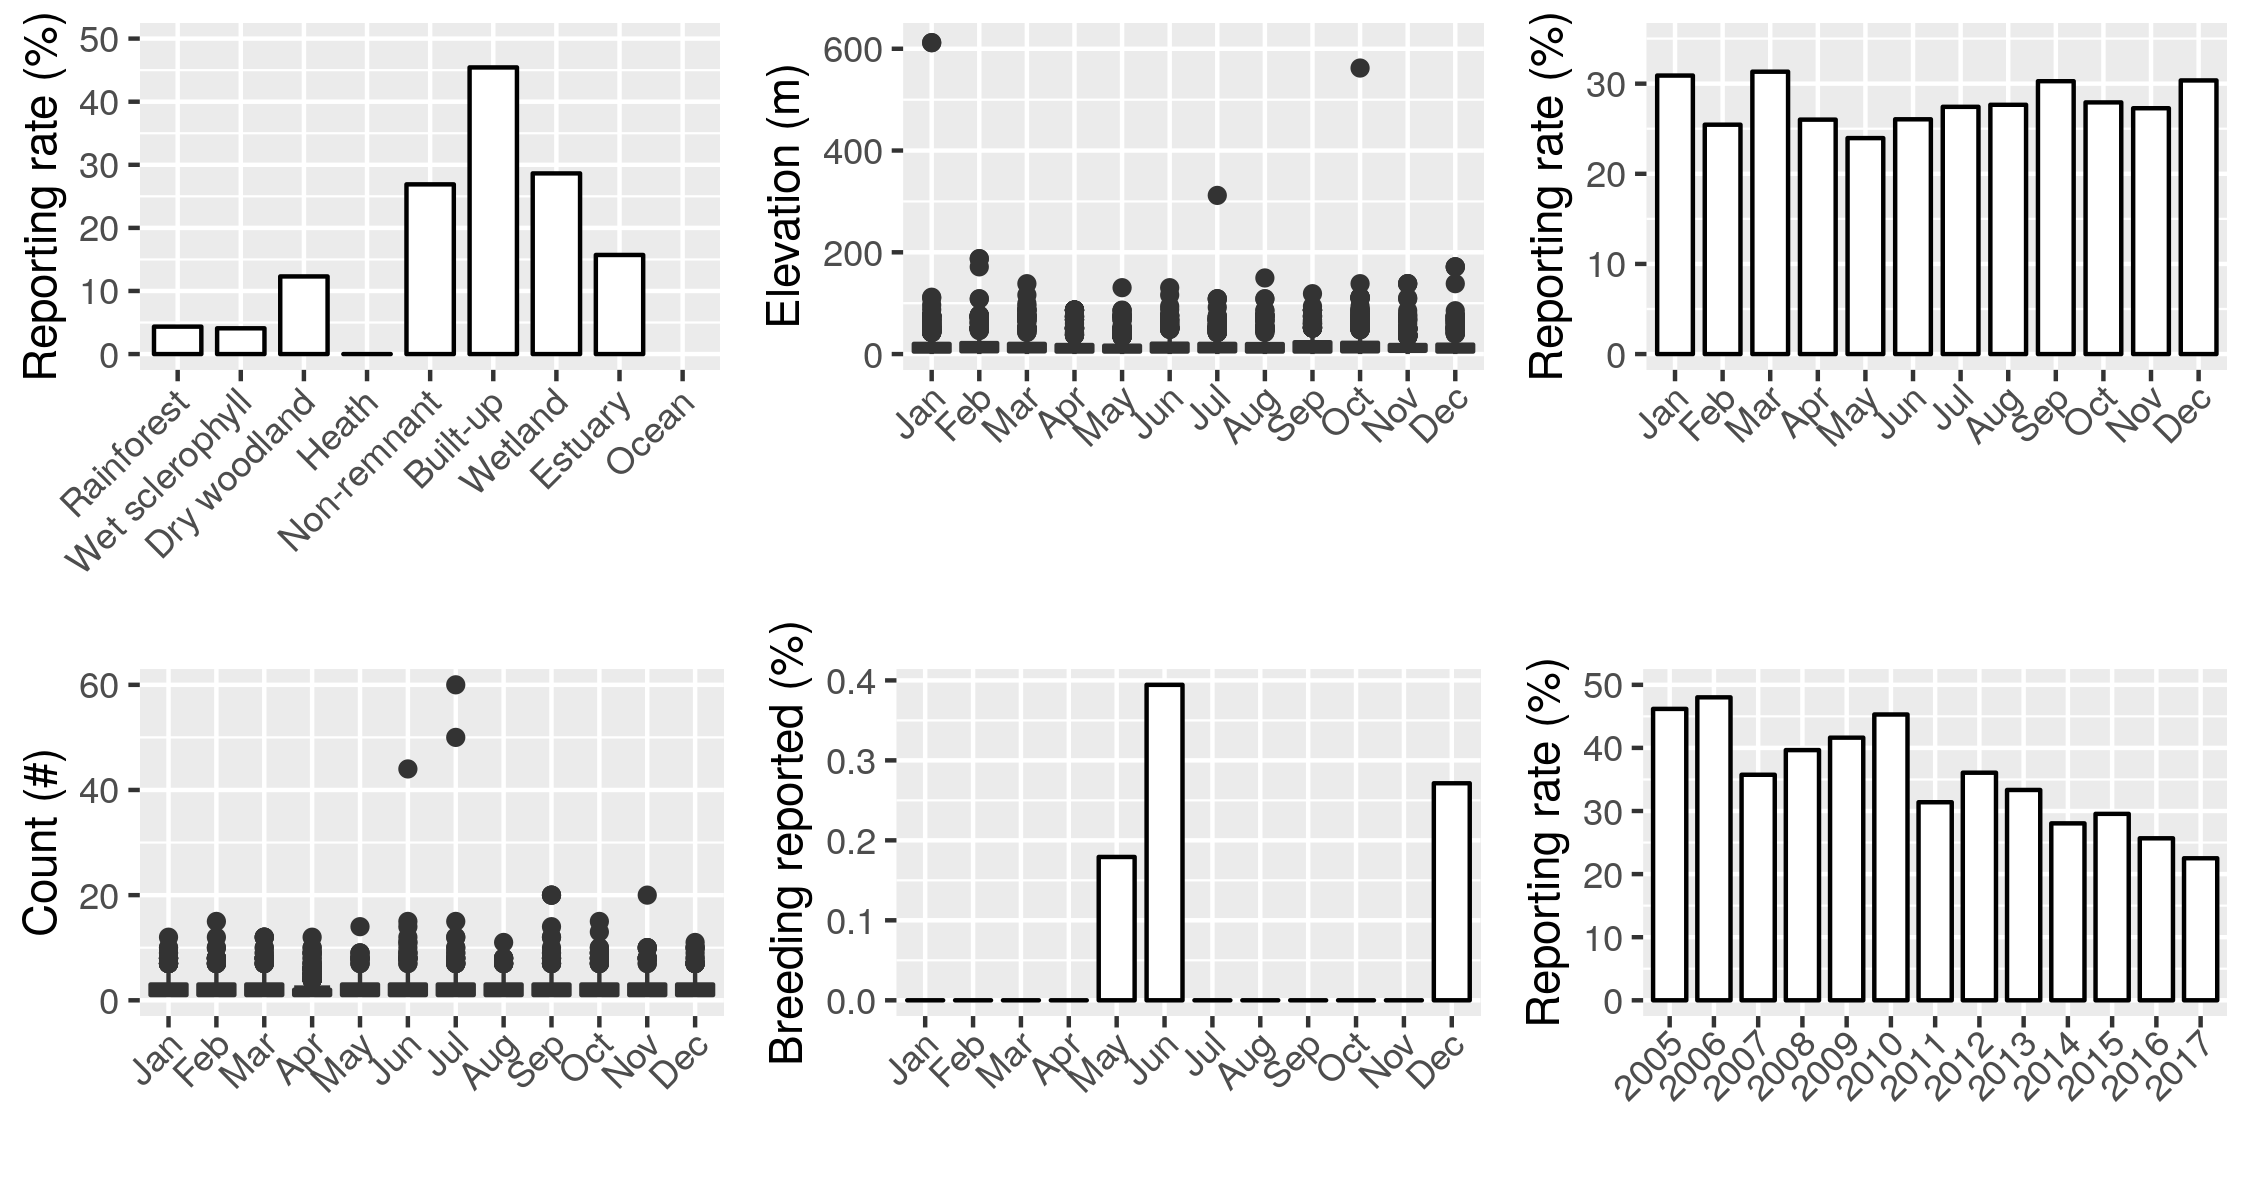 Reporting rate (%)
50
40
30
20
10
0
Rainforest
Wet sclerophyll
Dry woodland
Heath
Non-remnant
Built-up
Wetland
Estuary
Ocean
Elevation (m)
600
400
200
0
Jan
Feb
Mar
Apr
May
Jun
Jul
Aug
Sep
Oct
Nov
Dec
Reporting rate (%)
30
20
10
0
Jan
Feb
Mar
Apr
May
Jun
Jul
Aug
Sep
Oct
Nov
Dec
Count (#)
60
40
20
0
Jan
Feb
Mar
Apr
May
Jun
Jul
Aug
Sep
Oct
Nov
Dec
Breeding reported (%)
0.4
0.3
0.2
0.1
0.0
Jan
Feb
Mar
Apr
May
Jun
Jul
Aug
Sep
Oct
Nov
Dec
Reporting rate (%)
50
40
30
20
10
0
2005
2006
2007
2008
2009
2010
2011
2012
2013
2014
2015
2016
2017